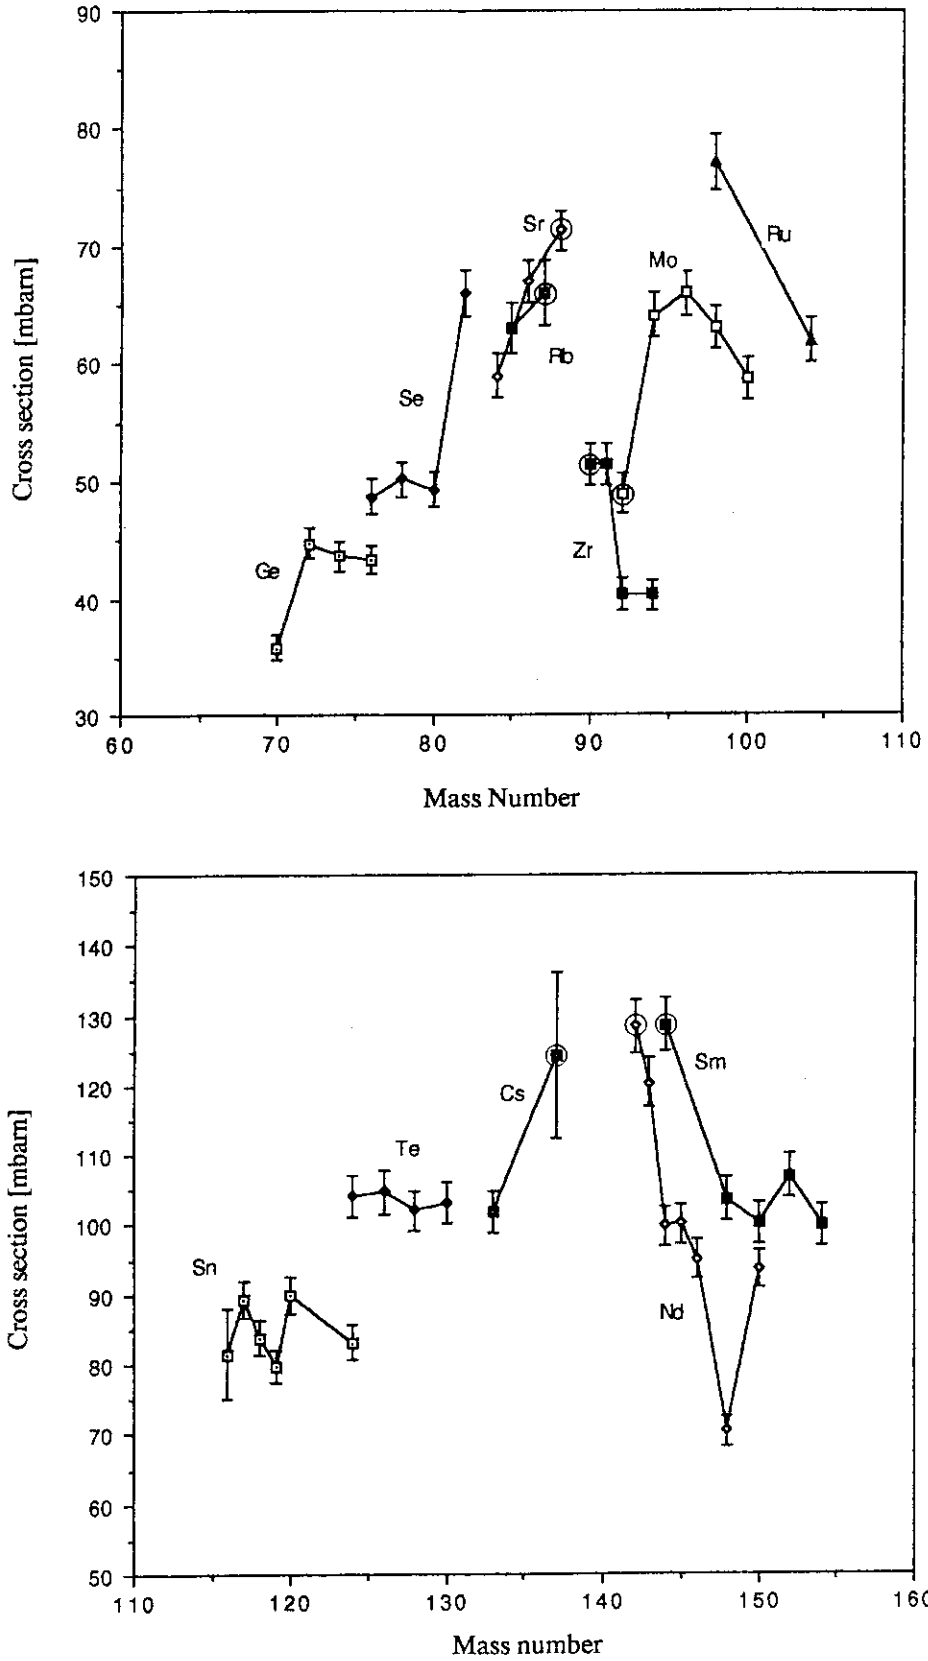 90
80
70
60
50
40
30
Cross section [mbarn]
Sr
Ru
Mo
Rb
Se
Zr
Ge
60 70 80 90 100 110
Mass Number
150
140
130
120
110
100
90
80
70
60
50
Cross section [mbarn]
Sm
Cs
Te
Sn
Nd
110 120 130 140 150 160
Mass number